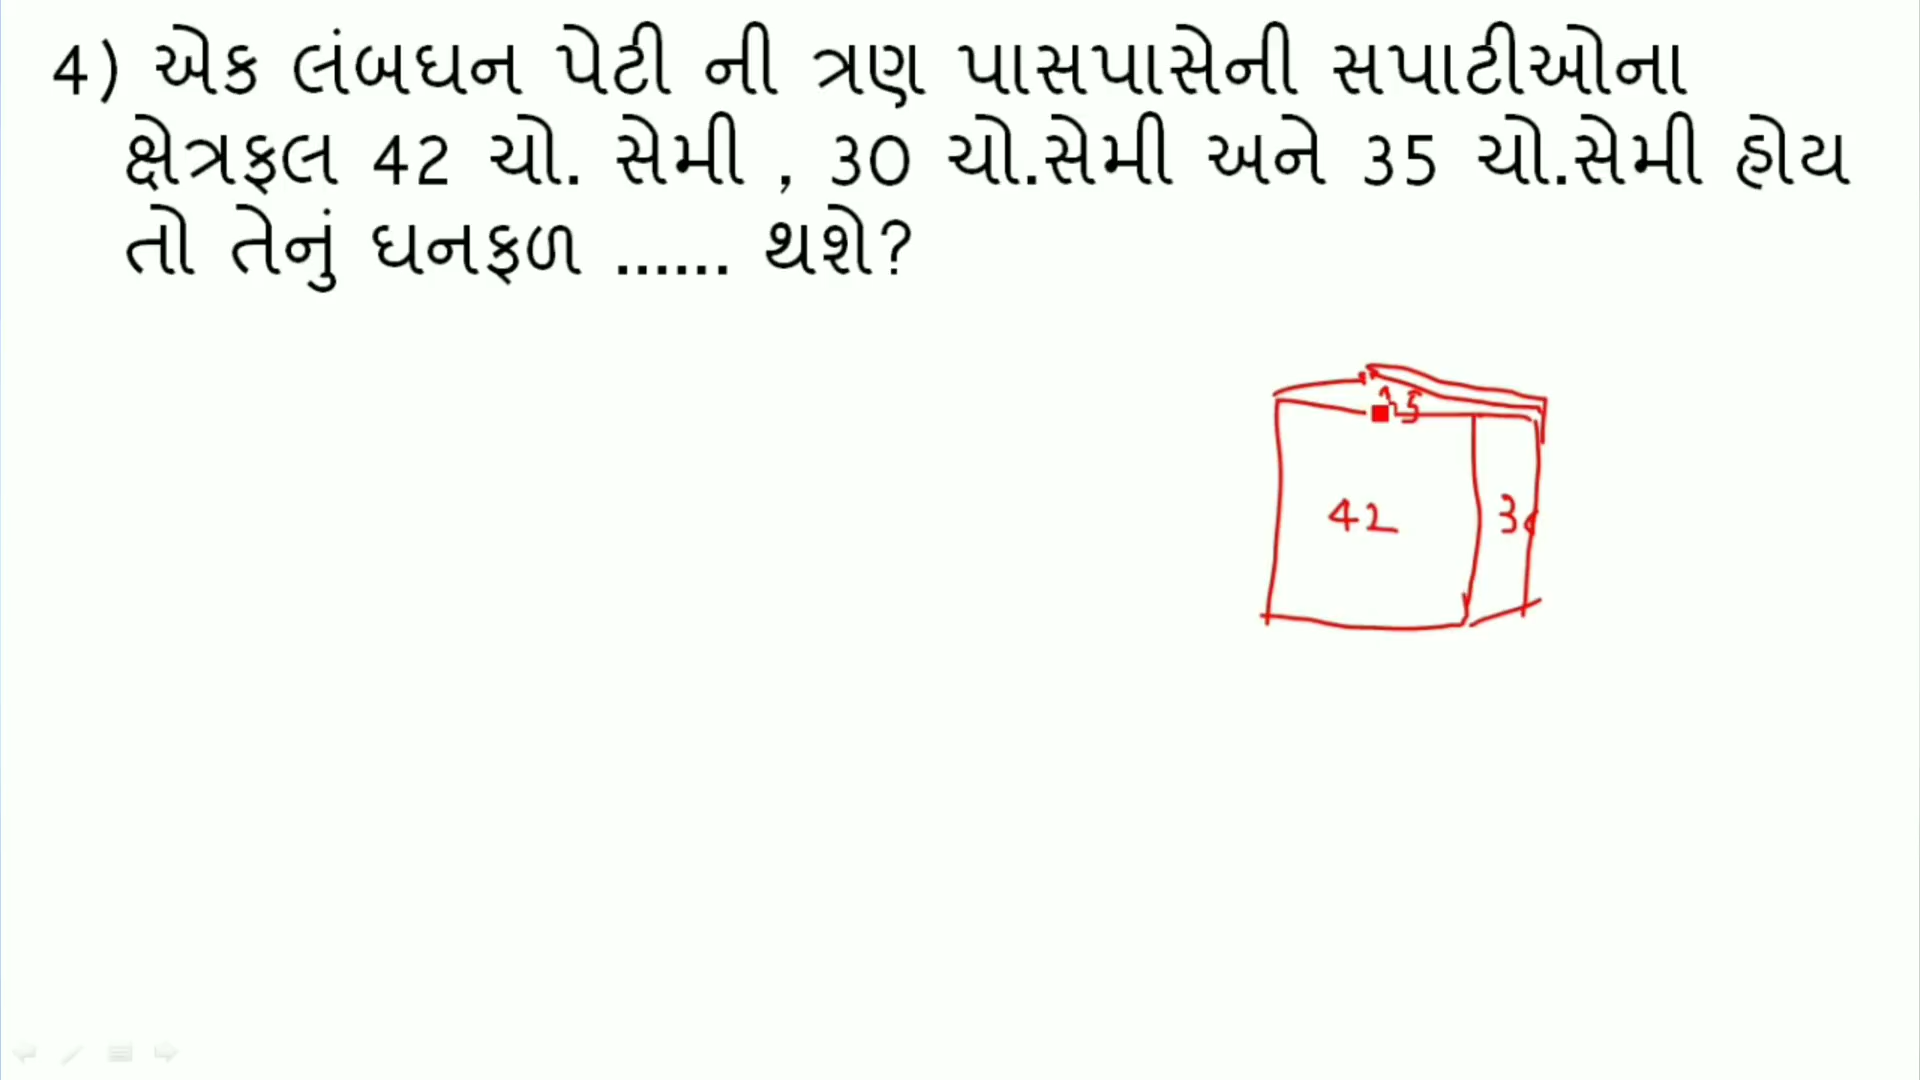 4) એક લંબઘન પેટી ની ત્રણ પાસપાસેની સપાટીઓના
ક્ષેત્રફલ 42 ચો. સેમી , 30 ચો.સેમી અને 35 ચો.સેમી હોય
તો તેનું ઘનફળ ...... થશે?
42